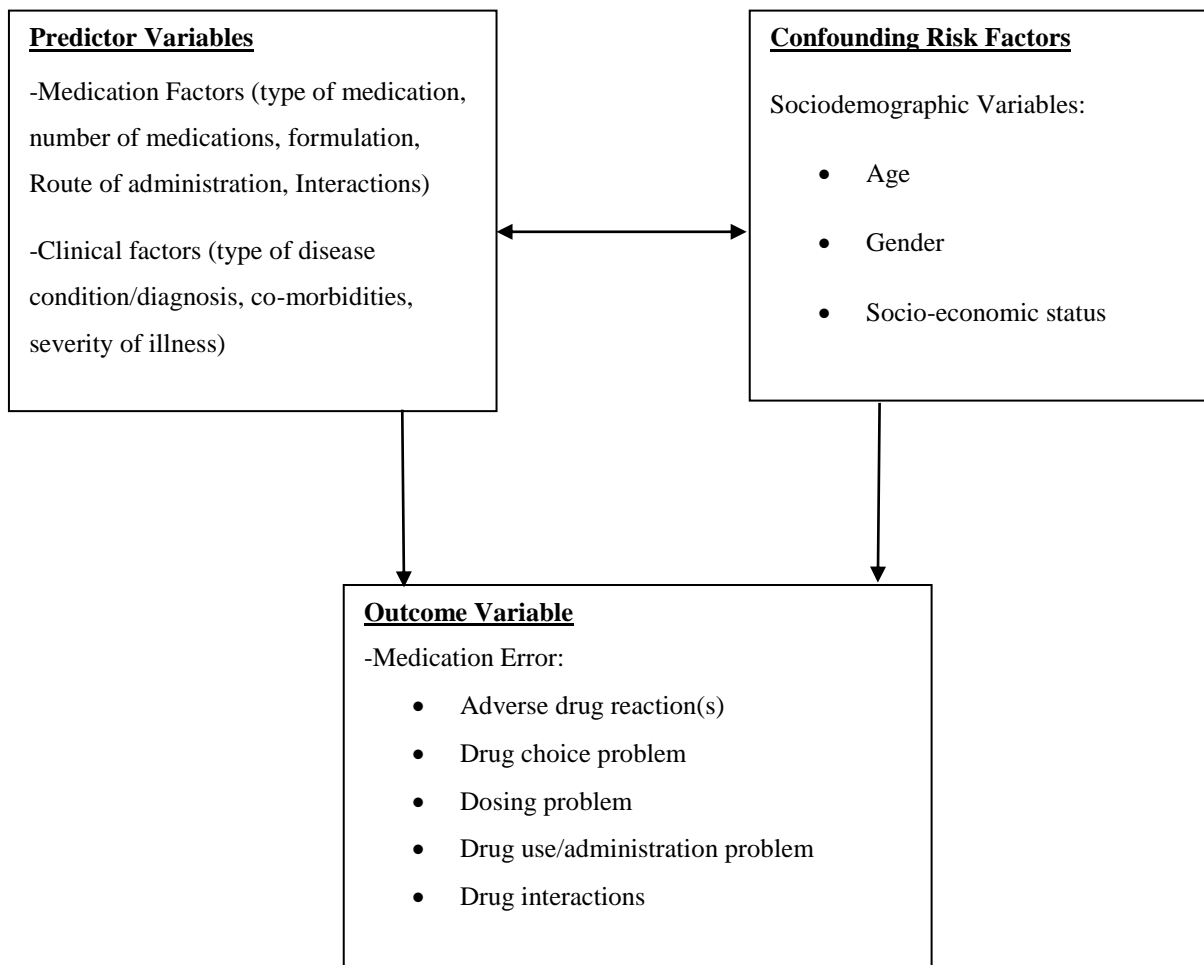 Predictor Variables
-Medication Factors (type of medication,
number of medications, formulation,
Route of administration, Interactions)
-Clinical factors (type of disease
condition/diagnosis, co-morbidities,
severity of illness)
Confounding Risk Factors
Sociodemographic Variables:
• Age
• Gender
• Socio-economic status
Outcome Variable
-Medication Error:
• Adverse drug reaction(s)
• Drug choice problem
• Dosing problem
• Drug use/administration problem
• Drug interactions